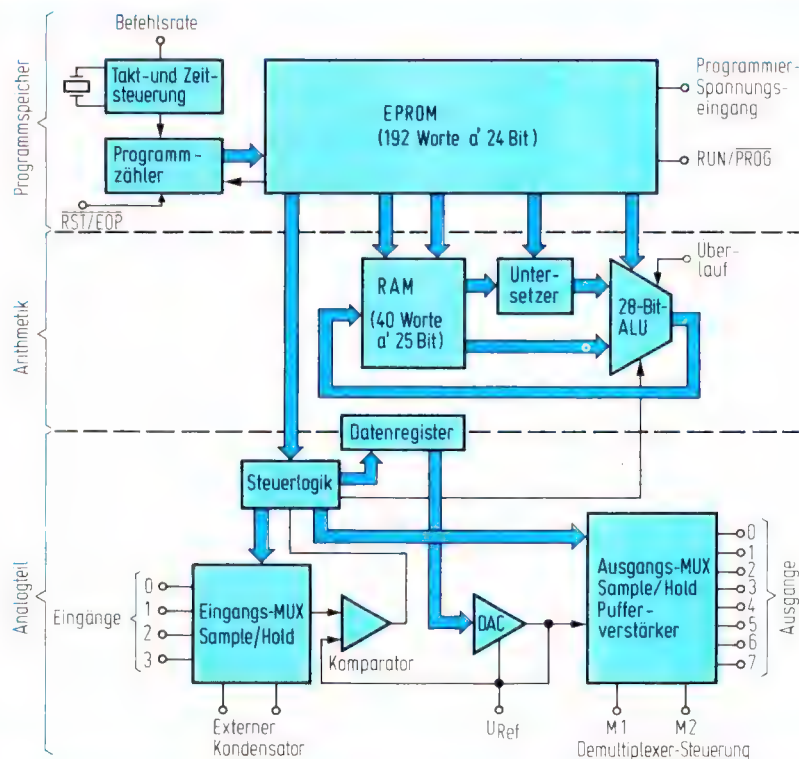 Befehlsrate
Takt-und Zeit-
steuerung
Programm-
zähler
RST/EOP
EPROM
(192 Worte a' 24 Bit)
Programmier-
Spannungs-
eingang
RUN/PROG
Programmspeicher
Arithmetik
RAM
(40 Worte
a' 25 Bit)
Unter-
setzer
28-Bit-
ALU
Über-
lauf
Analogteil
Datenregister
Steuerlogik
Eingänge
0
1
2
3
Eingangs-MUX
Sample/Hold
Komparator
DAC
Ausgangs-MUX
Sample/Hold
Puffer-
verstärker
0
1
2
3
4
5
6
7
Ausgänge
Externer
Kondensator
URef
M1 M2
Demultiplexer-Steuerung